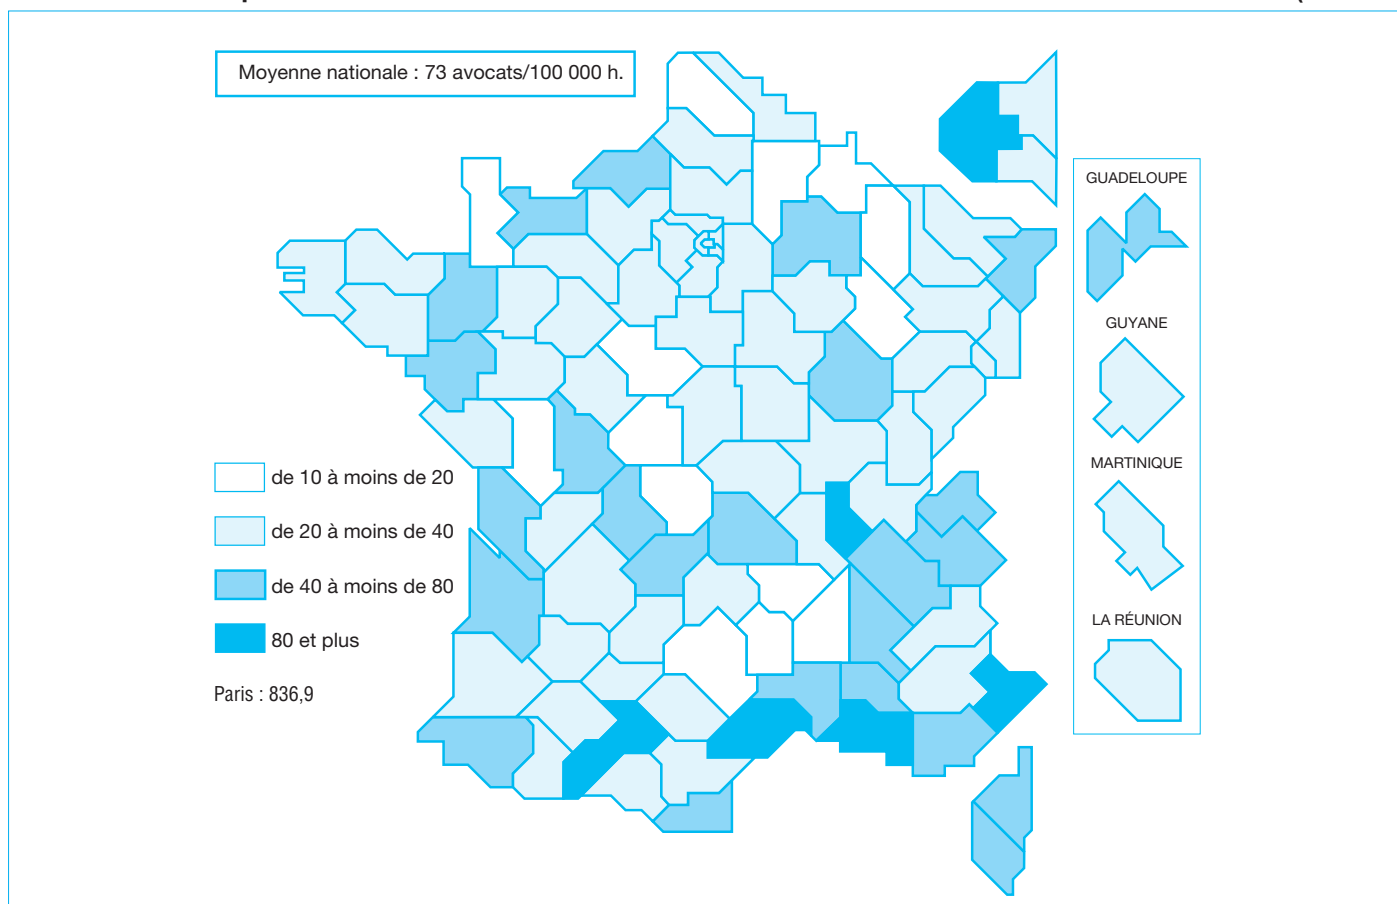 Moyenne nationale : 73 avocats/100 000 h.
GUADELOUPE
GUYANE
MARTINIQUE
LA RÉUNION
de 10 à moins de 20
de 20 à moins de 40
de 40 à moins de 80
80 et plus
Paris : 836,9